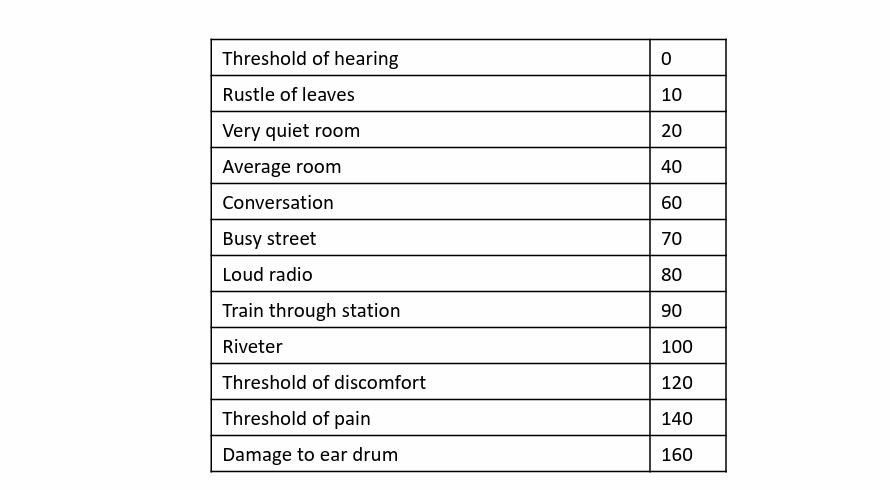 Threshold of hearing 0
Rustle of leaves 10
Very quiet room 20
Average room 40
Conversation 60
Busy street 70
Loud radio 80
Train through station 90
Riveter 100
Threshold of discomfort 120
Threshold of pain 140
Damage to ear drum 160